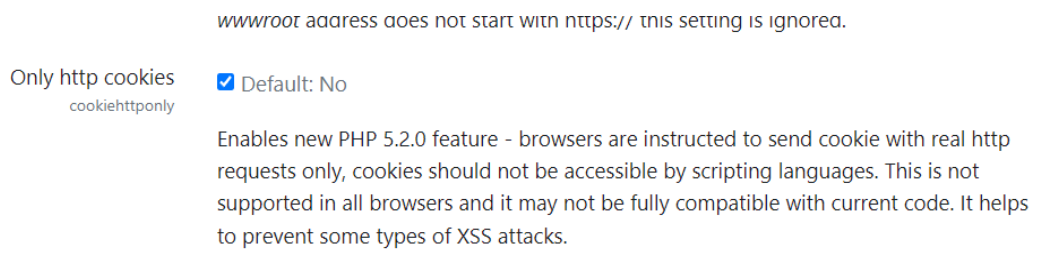 wwwroot address does not start with https:// this setting is ignored.
Only http cookies
cookiehttponly
Default: No
Enables new PHP 5.2.0 feature - browsers are instructed to send cookie with real http
requests only, cookies should not be accessible by scripting languages. This is not
supported in all browsers and it may not be fully compatible with current code. It helps
to prevent some types of XSS attacks.